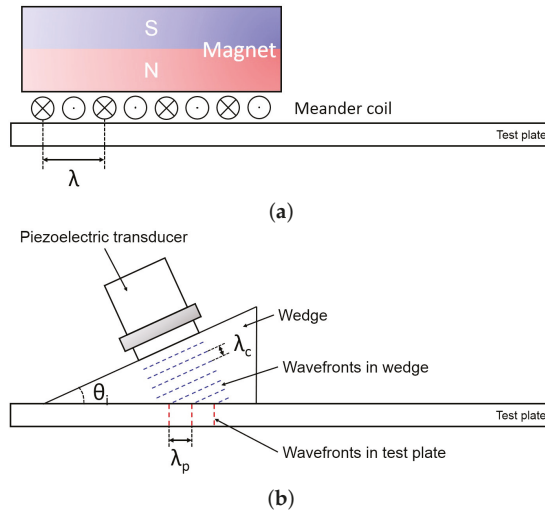 S
Magnet
N
Meander coil
Test plate
λ
(a)
Piezoelectric transducer
Wedge
λc
Wavefronts in wedge
θi
Test plate
λp
Wavefronts in test plate
(b)